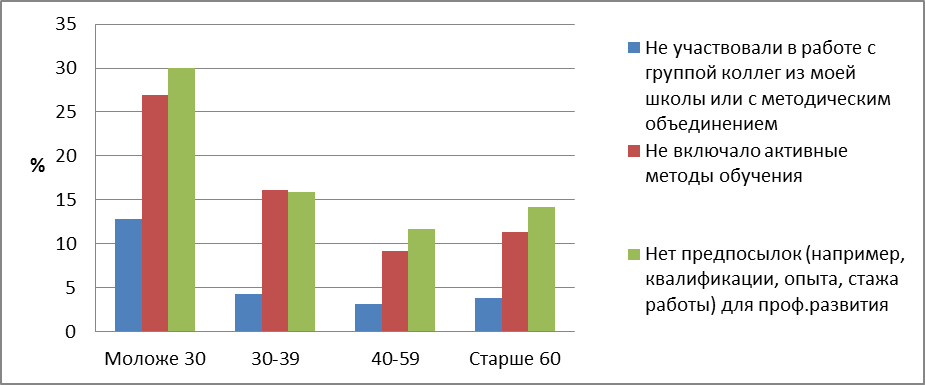 35
30
25
20
15
10
5
0
%
Моложе 30
30-39
40-59
Старше 60
Не участвовали в работе с
группой коллег из моей
школы или с методическим
объединением
Не включало активные
методы обучения
Нет предпосылок (например,
квалификации, опыта, стажа
работы) для проф.развития